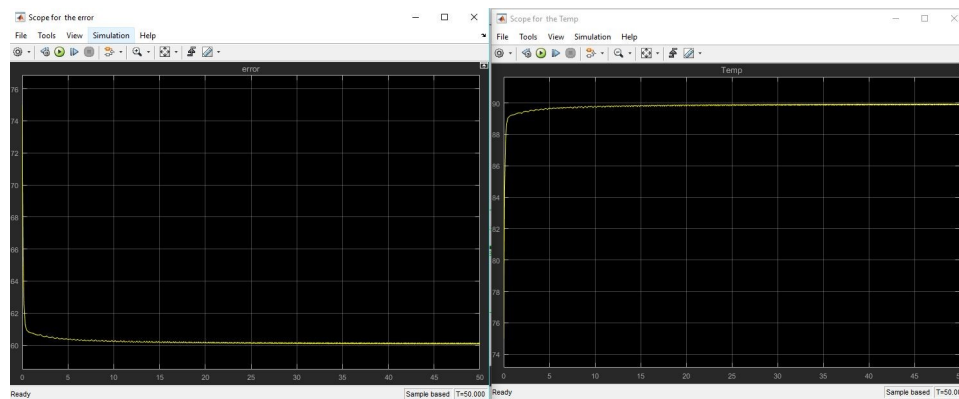 Scope for the error
File Tools View Simulation Help
error
76
74
72
70
68
66
64
62
60
0 5 10 15 20 25 30 35 40 45 50
Ready Sample based T=50.000
Scope for the Temp
File Tools View Simulation Help
Temp
90
88
86
84
82
80
78
76
74
0 5 10 15 20 25 30 35 40 45
Ready Sample based T=50.00